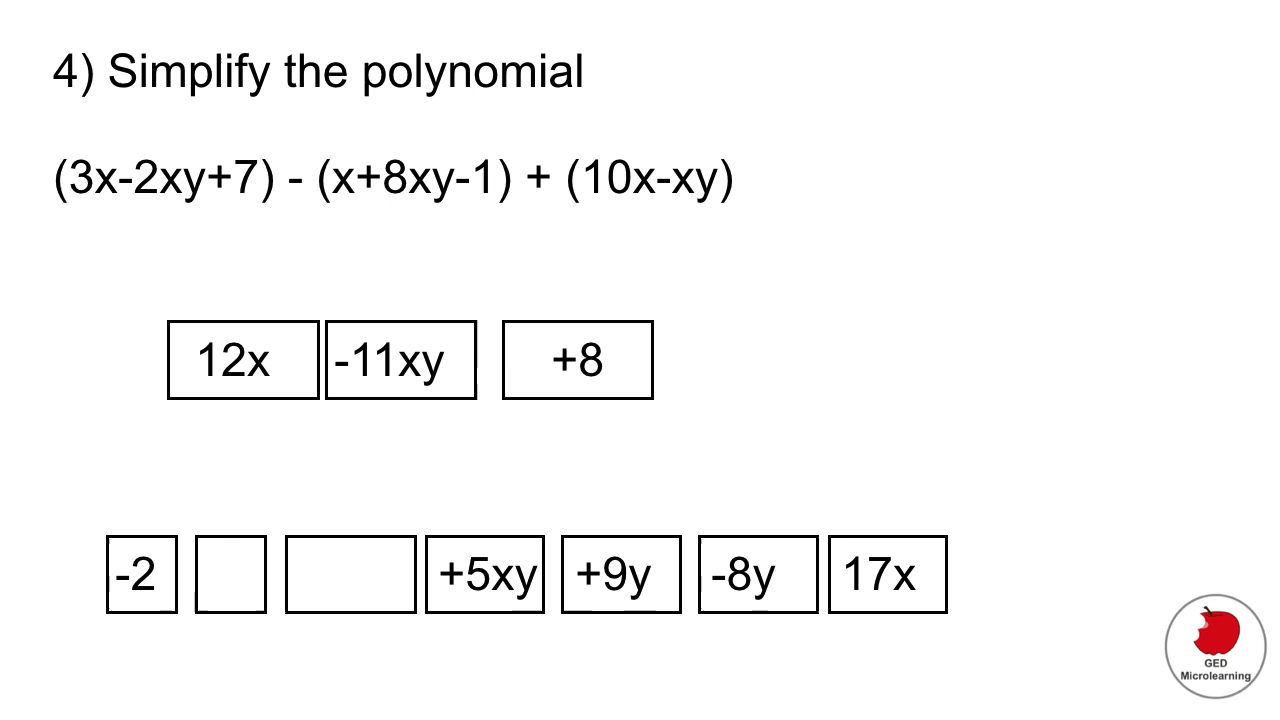 4) Simplify the polynomial
(3x-2xy+7) - (x+8xy-1) + (10x-xy)
12x -11xy +8
-2 +5xy +9y -8y 17x
GED
Microlearning